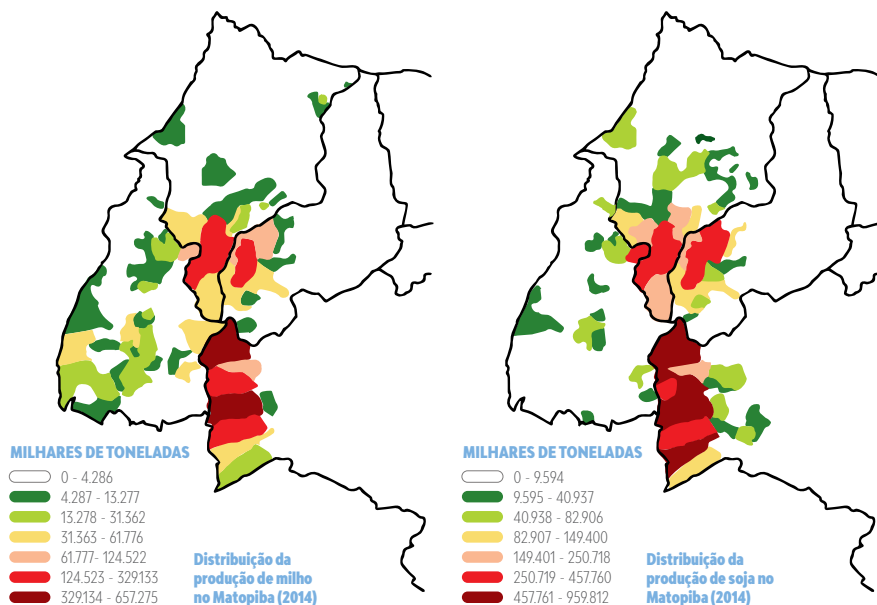 MILHARES DE TONELADAS
0 - 4.286
4.287 - 13.277
13.278 - 31.362
31.363 - 61.776
61.777- 124.522
124.523 - 329.133
329.134 - 657.275
Distribuição da
produção de milho
no Matopiba (2014)
MILHARES DE TONELADAS
0 - 9.594
9.595 - 40.937
40.938 - 82.906
82.907 - 149.400
149.401 - 250.718
250.719 - 457.760
457.761 - 959.812
Distribuição da
produção de soja no
Matopiba (2014)